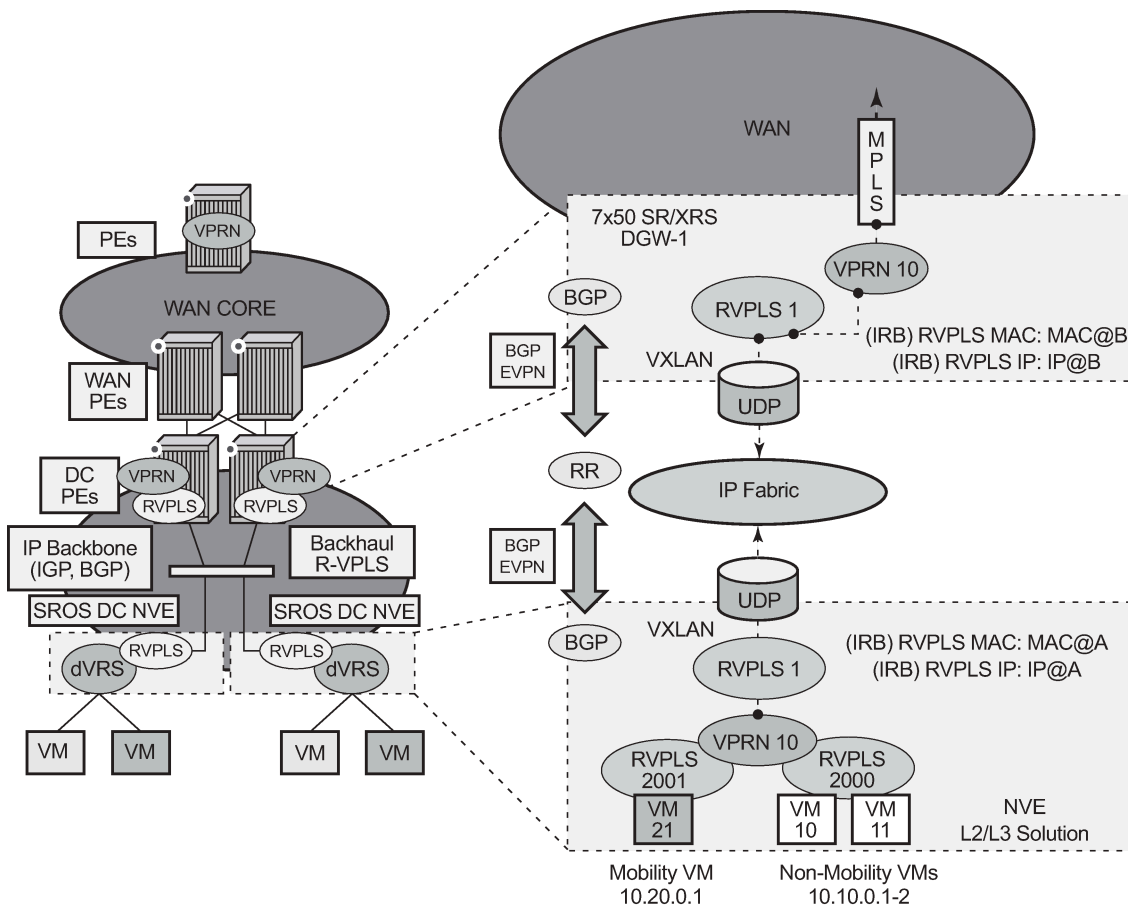 PEs
VPRN
WAN CORE
WAN
PEs
DC
PEs
VPRN
VPRN
RVPLS
RVPLS
IP Backbone
(IGP, BGP)
Backhaul
R-VPLS
SROS DC NVE
SROS DC NVE
RVPLS
RVPLS
dVRS
dVRS
VM
VM
VM
VM
WAN
MPLS
7x50 SR/XRS
DGW-1
VPRN 10
BGP
RVPLS 1
(IRB) RVPLS MAC: MAC@B
(IRB) RVPLS IP: IP@B
BGP
EVPN
VXLAN
UDP
RR
IP Fabric
BGP
EVPN
UDP
VXLAN
BGP
RVPLS 1
(IRB) RVPLS MAC: MAC@A
(IRB) RVPLS IP: IP@A
VPRN 10
RVPLS
2001
RVPLS
2000
VM
21
VM
10
VM
11
NVE
L2/L3 Solution
Mobility VM
10.20.0.1
Non-Mobility VMs
10.10.0.1-2